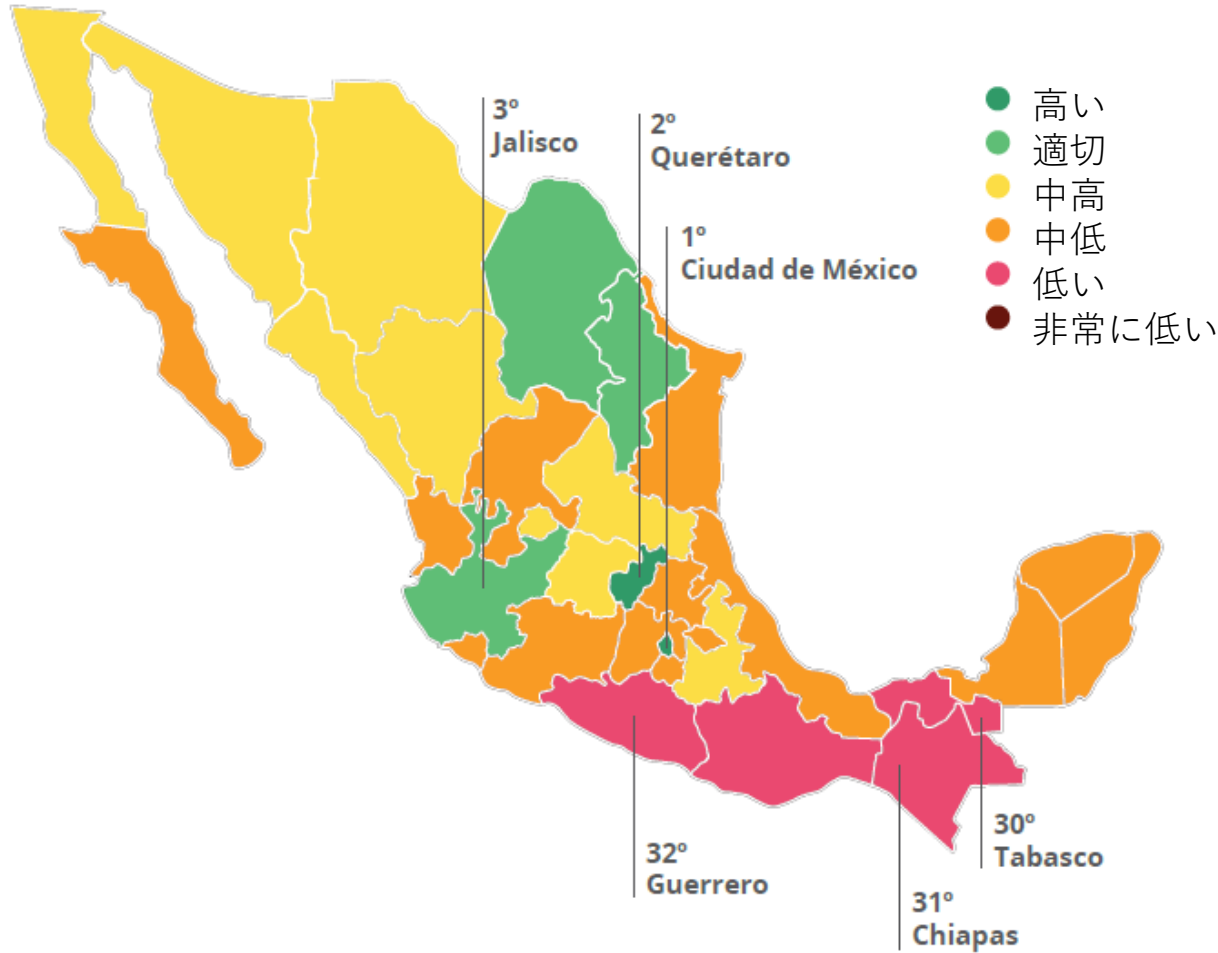 3º
Jalisco
2º
Querétaro
1º
Ciudad de México
高い
適切
中高
中低
低い
非常に低い
32º
Guerrero
31º
Chiapas
30º
Tabasco